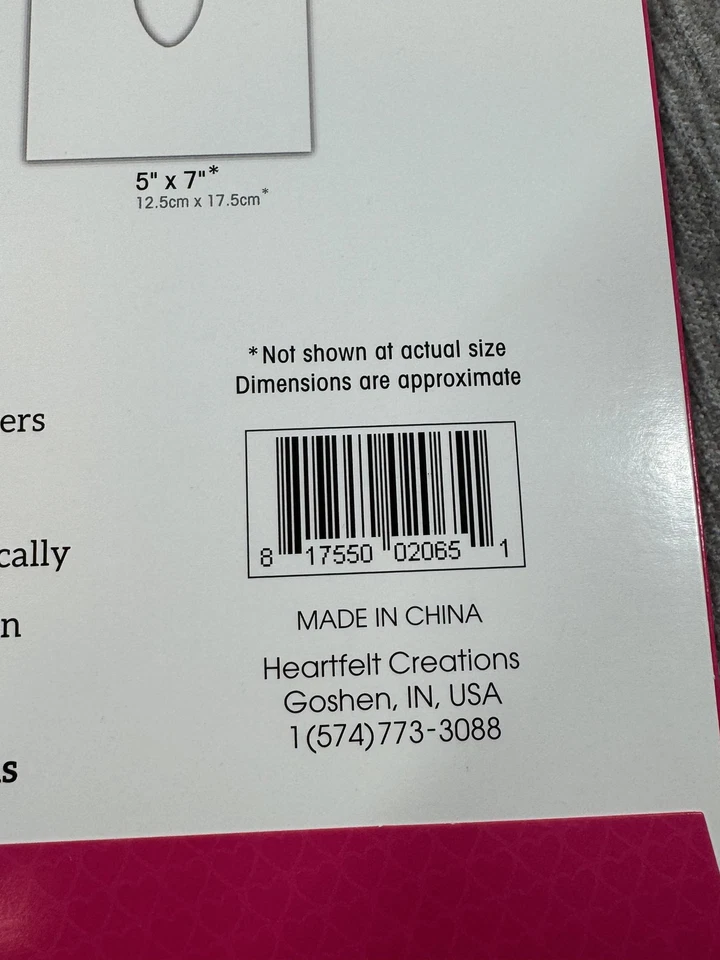 5" x 7"*
12.5cm x 17.5cm*
*Not shown at actual size
Dimensions are approximate
ers
8 17550 02065 1
cally
n
MADE IN CHINA
Heartfelt Creations
Goshen, IN, USA
1(574)773-3088
s